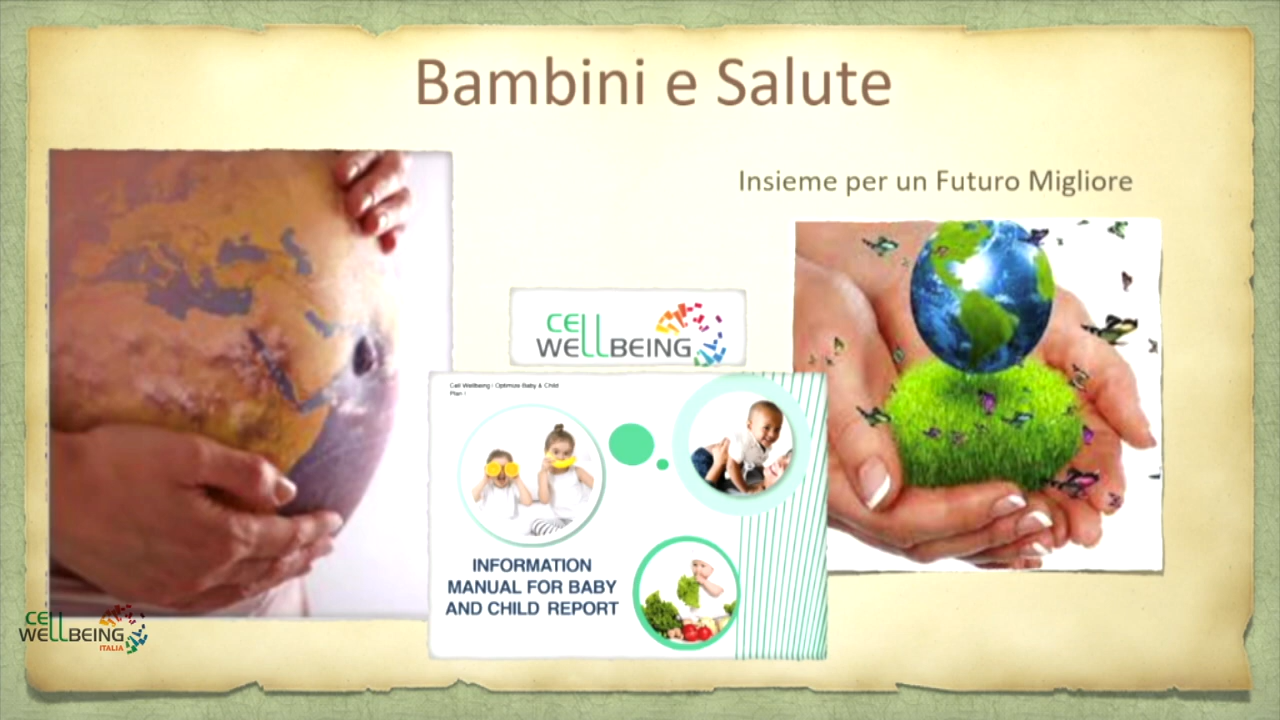 Bambini e Salute
Insieme per un Futuro Migliore
CELL
WELLBEING
Cell Wellbeing - Optimize Baby & Child
Plan -
INFORMATION
MANUAL FOR BABY
AND CHILD REPORT
CELL
WELLBEING
ITALIA